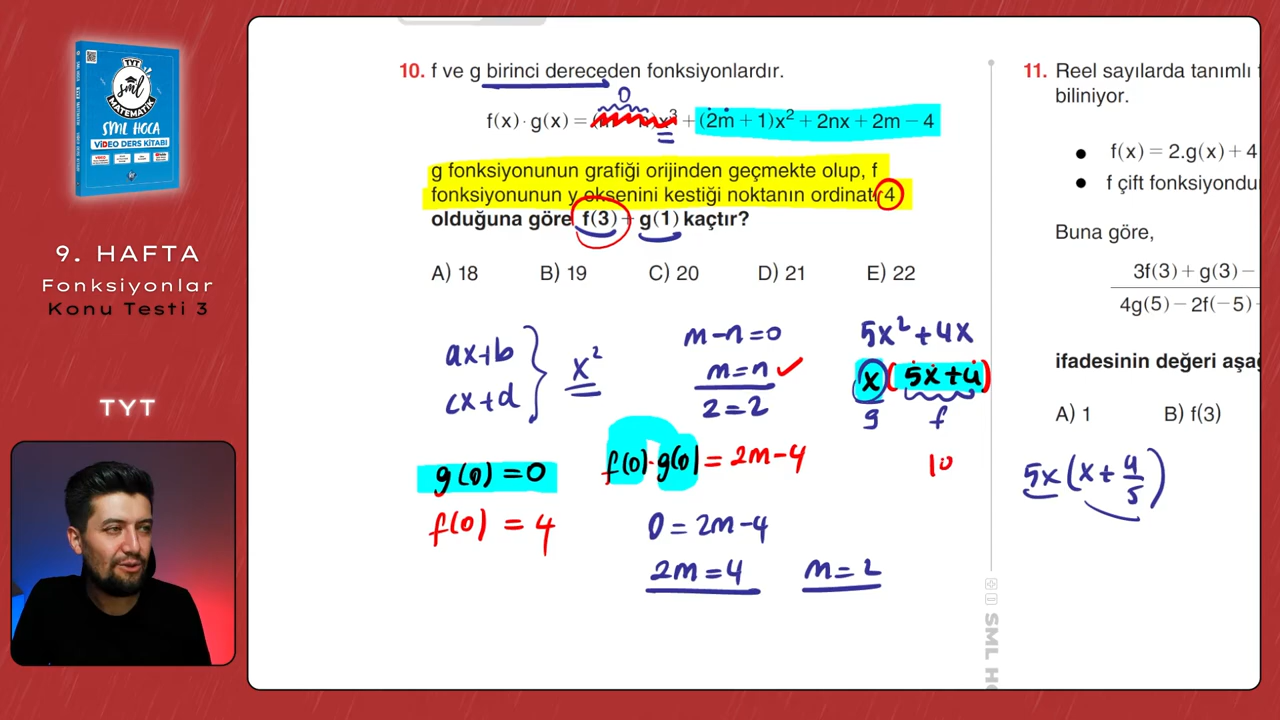 TYT
sml
MATEMATİK
SML HOCA
VİDEO DERS KİTABI
9. HAFTA
Fonksiyonlar
Konu Testi 3
TYT
10. f ve g birinci dereceden fonksiyonlardır.
0
f(x) · g(x) = (m − n)x³ + (2m + 1)x² + 2nx + 2m − 4
g fonksiyonunun grafiği orijinden geçmekte olup, f
fonksiyonunun y eksenini kestiği noktanın ordinatı 4
olduğuna göre f(3) + g(1) kaçtır?
A) 18 B) 19 C) 20 D) 21 E) 22
ax+b
cx+d
x²
m−n=0
m=n
2=2
5x²+4x
x(5x+4)
g f
g(0)=0
f(0)·g(0)=2m−4
10
f(0)=4
0=2m−4
2m=4
m=2
11. Reel sayılarda tanımlı f
biliniyor.
● f(x) = 2.g(x) + 4
● f çift fonksiyondu
Buna göre,
3f(3) + g(3) −
4g(5) − 2f(−5) +
ifadesinin değeri aşağ
A) 1 B) f(3)
5x(x+4/5)